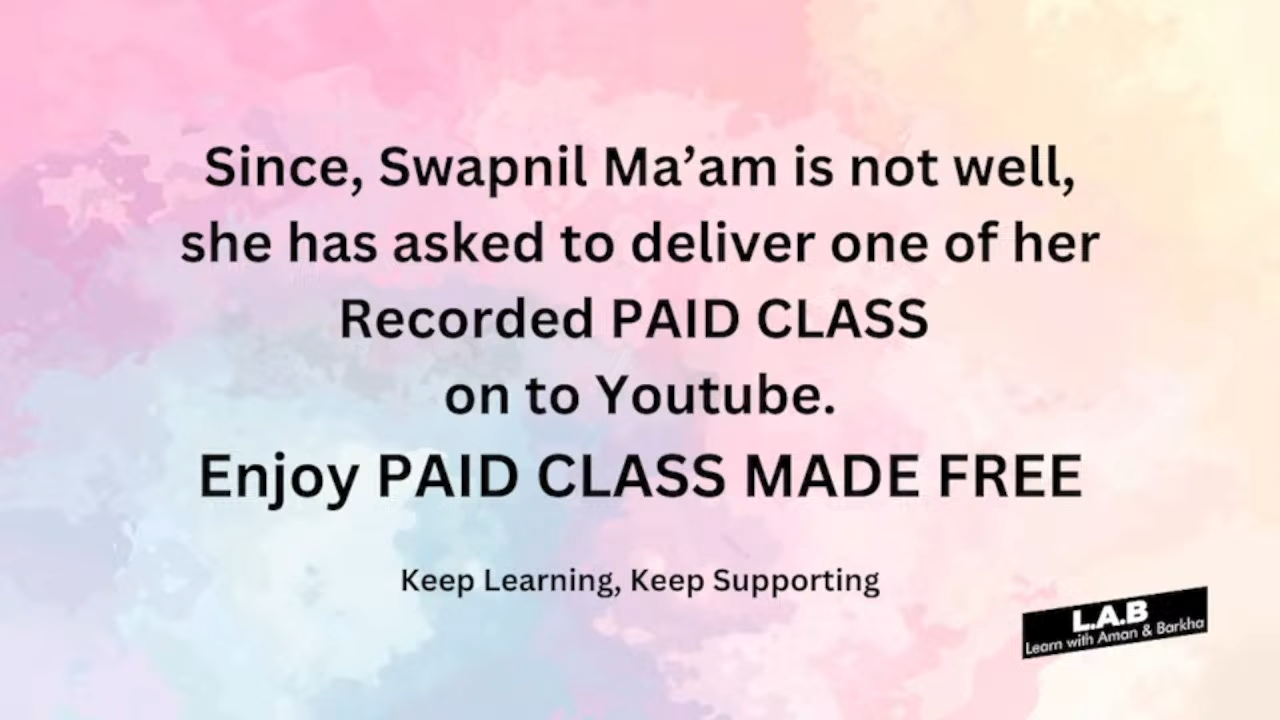 Since, Swapnil Ma’am is not well,
she has asked to deliver one of her
Recorded PAID CLASS
on to Youtube.
Enjoy PAID CLASS MADE FREE
Keep Learning, Keep Supporting
L.A.B
Learn with Aman & Barkha